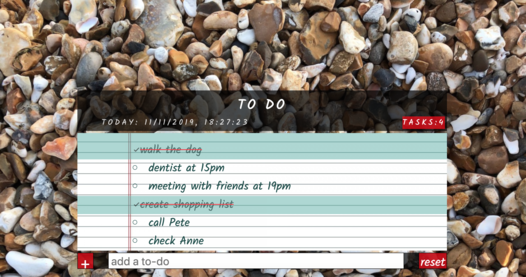 TO DO
TODAY: 11/11/2019, 18:27:23
TASKS:4
✓walk the dog
dentist at 15pm
meeting with friends at 19pm
✓create shopping list
call Pete
check Anne
+ add a to-do reset